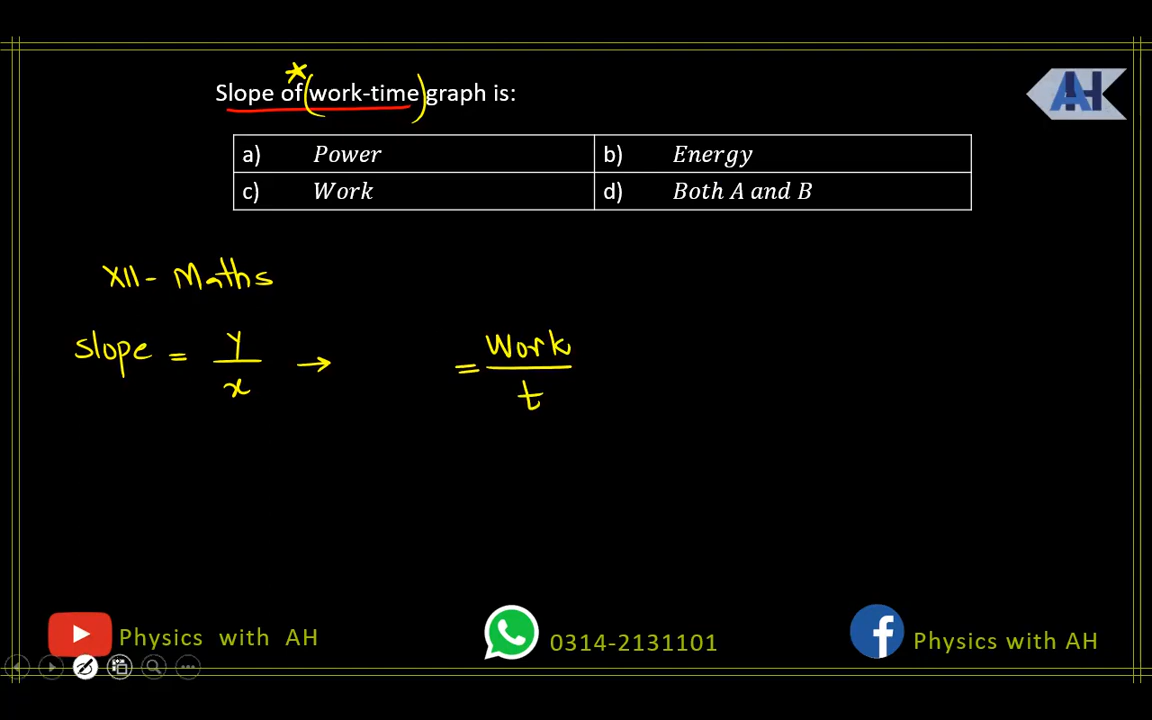 Slope of (work-time) graph is:
a) Power b) Energy
c) Work d) Both A and B
XII- Maths
slope = y/x → = Work/t
Physics with AH 0314-2131101 Physics with AH
AH